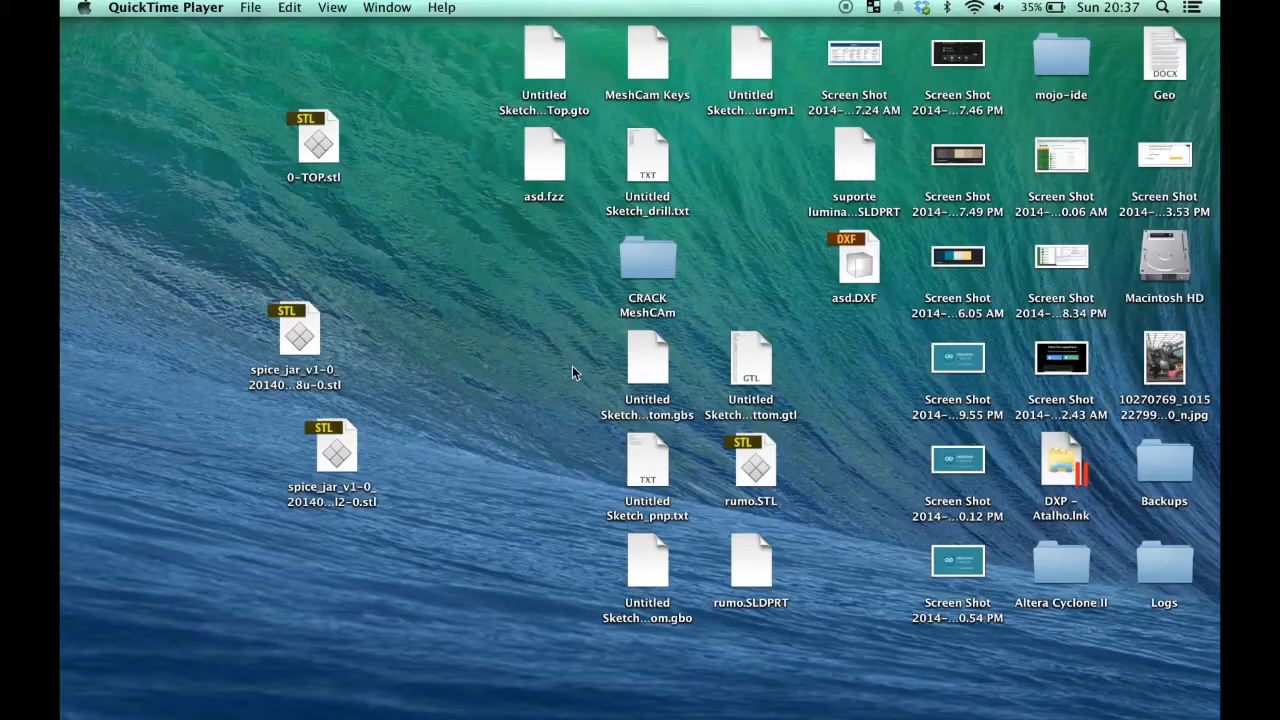 QuickTime Player File Edit View Window Help 35% Sun 20:37
Untitled
Sketch...Top.gto
MeshCam Keys
Untitled
Sketch...ur.gm1
Screen Shot
2014-...7.24 AM
Screen Shot
2014-...7.46 PM
mojo-ide
DOCX
Geo
STL
0-TOP.stl
asd.fzz
TXT
Untitled
Sketch_drill.txt
suporte
lumina...SLDPRT
Screen Shot
2014-...7.49 PM
Screen Shot
2014-...0.06 AM
Screen Shot
2014-...3.53 PM
CRACK
MeshCAm
DXF
asd.DXF
Screen Shot
2014-...6.05 AM
Screen Shot
2014-...8.34 PM
Macintosh HD
STL
spice_jar_v1-0_
20140...8u-0.stl
Untitled
Sketch...tom.gbs
GTL
Untitled
Sketch...ttom.gtl
Screen Shot
2014-...9.55 PM
Screen Shot
2014-...2.43 AM
10270769_1015
22799...0_n.jpg
STL
spice_jar_v1-0_
20140...l2-0.stl
TXT
Untitled
Sketch_pnp.txt
STL
rumo.STL
Screen Shot
2014-...0.12 PM
DXP -
Atalho.lnk
Backups
Untitled
Sketch...om.gbo
rumo.SLDPRT
Screen Shot
2014-...0.54 PM
Altera Cyclone II
Logs